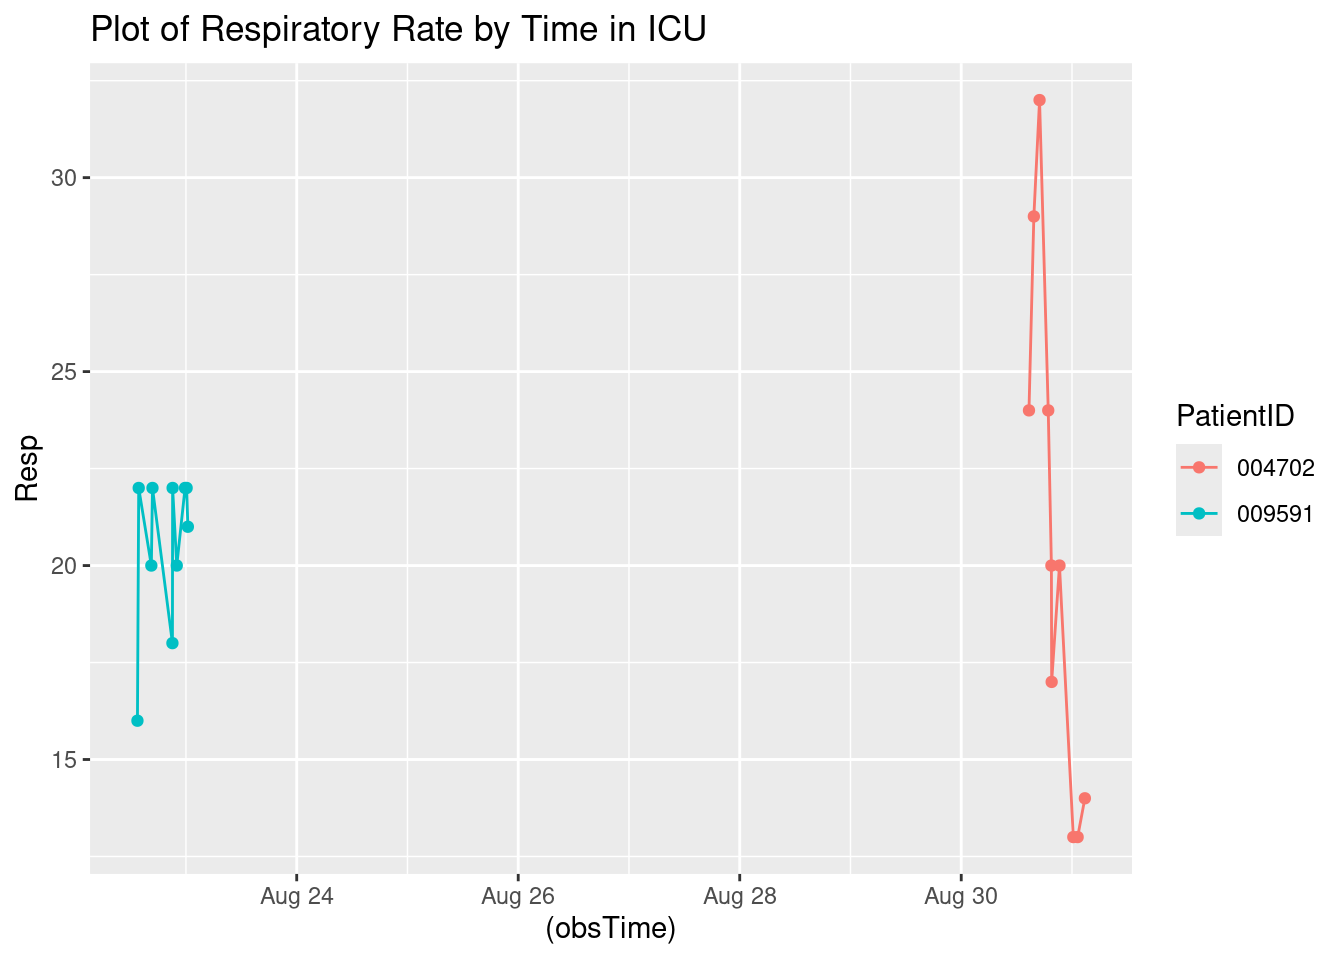 Plot of Respiratory Rate by Time in ICU
30
25
20
15
Resp
Aug 24
Aug 26
Aug 28
Aug 30
(obsTime)
PatientID
004702
009591